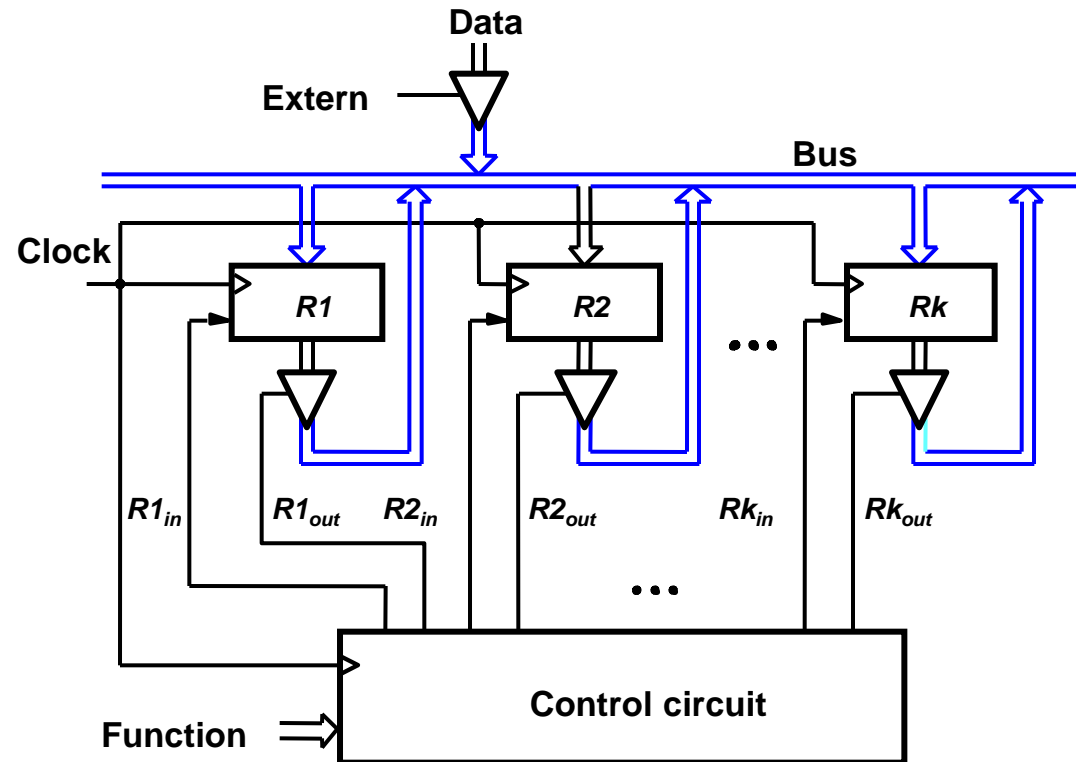 Data
Extern
Bus
Clock
R1
R2
Rk
•••
R1in
R1out
R2in
R2out
Rkin
Rkout
•••
Control circuit
Function